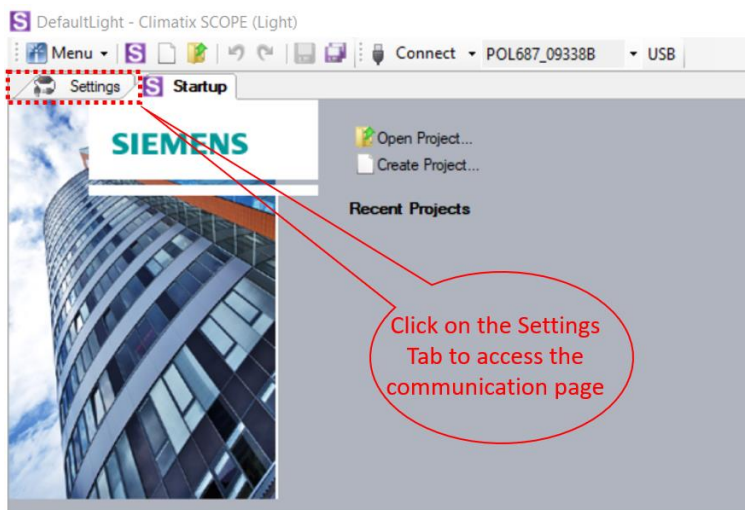 DefaultLight - Climatix SCOPE (Light)
Menu Connect POL687_09338B USB
Settings Startup
SIEMENS
Open Project...
Create Project...
Recent Projects
Click on the Settings
Tab to access the
communication page